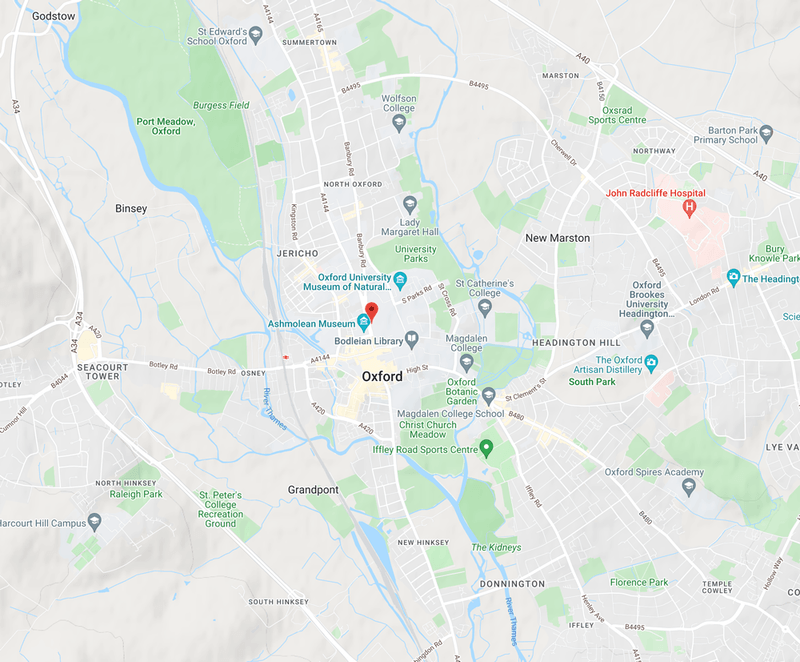 Godstow
A4144
A4165
St Edward's
School Oxford
SUMMERTOWN
A40
MARSTON
B4150
B4495
B4495
A34
Burgess Field
Wolfson
College
Oxsrad
Sports Centre
Port Meadow,
Oxford
Barton Park
Primary School
Cherwell Dr
NORTHWAY
Banbury Rd
A40
NORTH OXFORD
John Radcliffe Hospital
H
A4144
Binsey
Kingston Rd
Lady
Margaret Hall
Banbury Rd
New Marston
JERICHO
University
Parks
Bury
Knowle Park
B4495
Oxford University
Museum of Natural...
St Catherine's
College
The Headingt
Oxford
Brookes
University
Headington...
London Rd
S Parks Rd
St Cross Rd
Scie
A34
A420
Ashmolean Museum
Bodleian Library
Magdalen
College
HEADINGTON HILL
A34
A4144
Botley Rd
Botley Rd
OSNEY
High St
The Oxford
Artisan Distillery
SEACOURT
TOWER
OTLEY
B4044
Oxford
South Park
Oxford
Botanic
Garden
St Clement's St
River Thames
A420
A420
Magdalen College School
B480
Cumnor Hill
Christ Church
Meadow
Iffley Road Sports Centre
LYE VA
Oxford Spires Academy
NORTH HINKSEY
Raleigh Park
Grandpont
Iffley Rd
St. Peter's
College
Recreation
Ground
B480
Harcourt Hill Campus
NEW HINKSEY
The Kidneys
Hollow Way
DONNINGTON
Florence Park
TEMPLE
COWLEY
CO
SOUTH HINKSEY
River Thames
Henley Ave
IFFLEY
B4495
Abingdon Rd
A4144